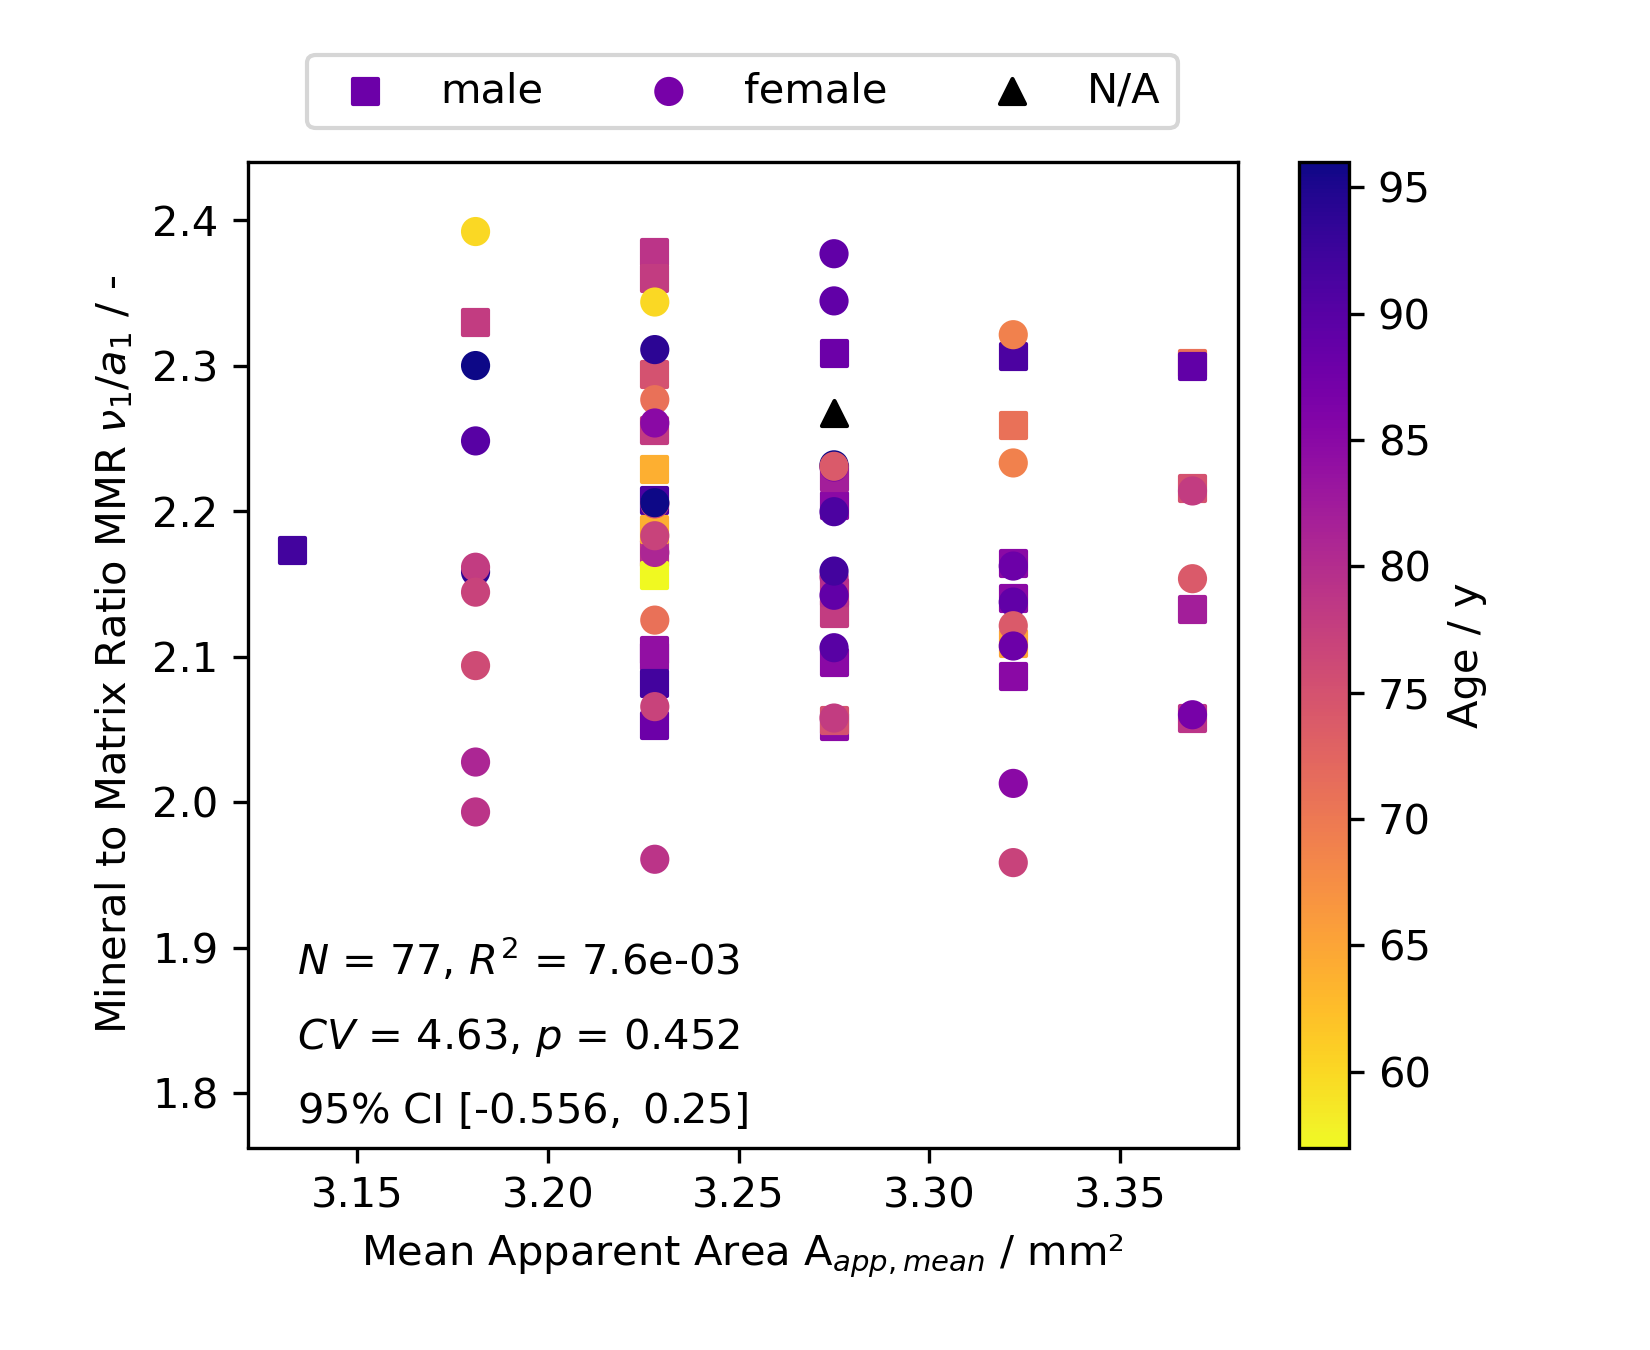 male female N/A
2.4
2.3
2.2
2.1
2.0
1.9
1.8
Mineral to Matrix Ratio MMR ν₁/a₁ / -
N = 77, R² = 7.6e-03
CV = 4.63, p = 0.452
95% CI [-0.556, 0.25]
3.15 3.20 3.25 3.30 3.35
Mean Apparent Area A_app,mean / mm²
95
90
85
80
75
70
65
60
Age / y